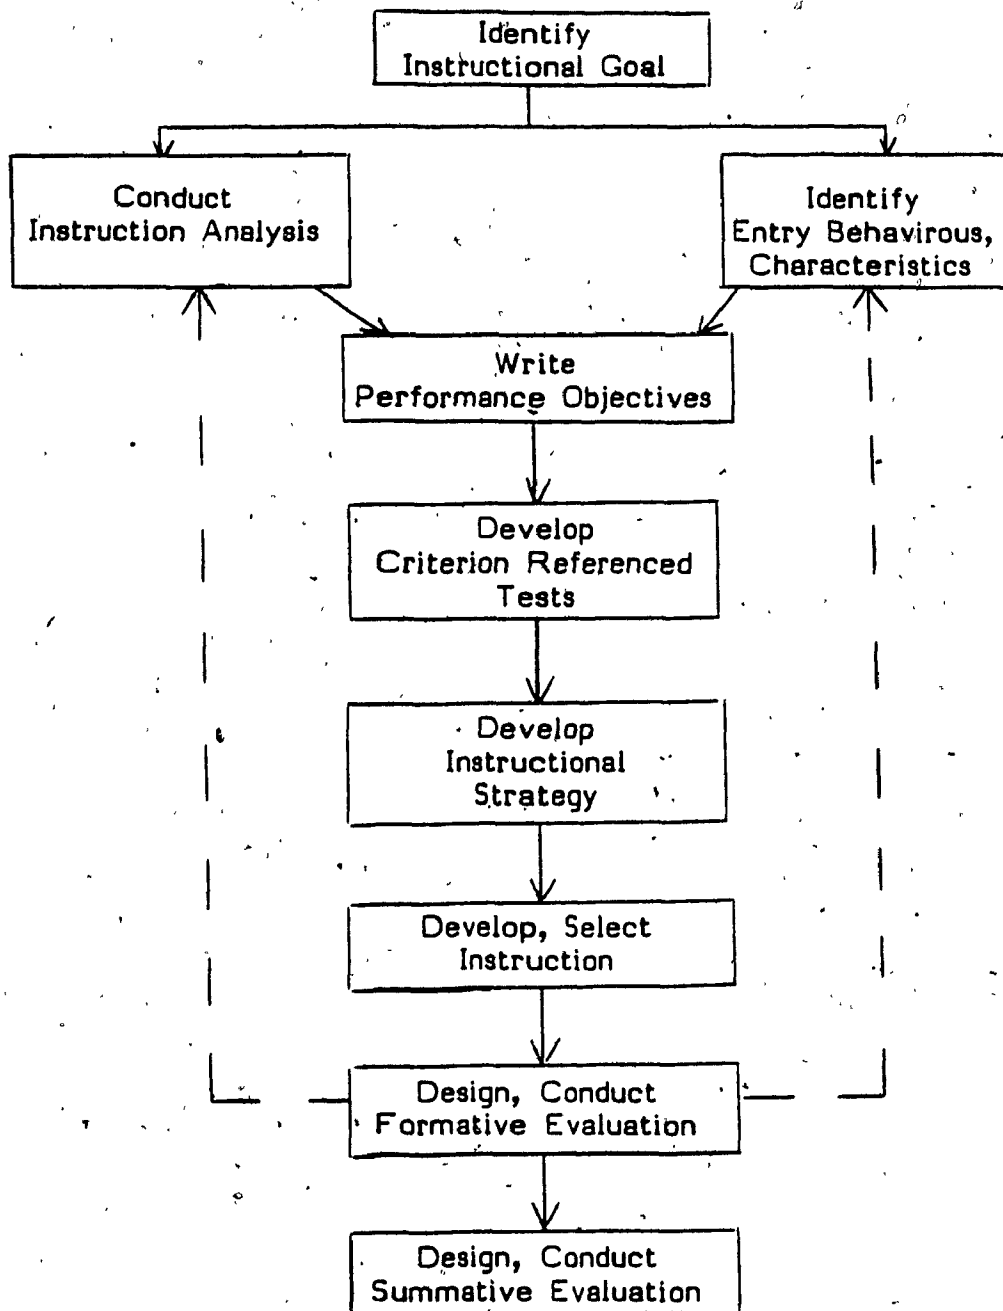 Identify
Instructional Goal
Conduct
Instruction Analysis
Identify
Entry Behavirous,
Characteristics
Write
Performance Objectives
Develop
Criterion Referenced
Tests
Develop
Instructional
Strategy
Develop, Select
Instruction
Design, Conduct
Formative Evaluation
Design, Conduct
Summative Evaluation